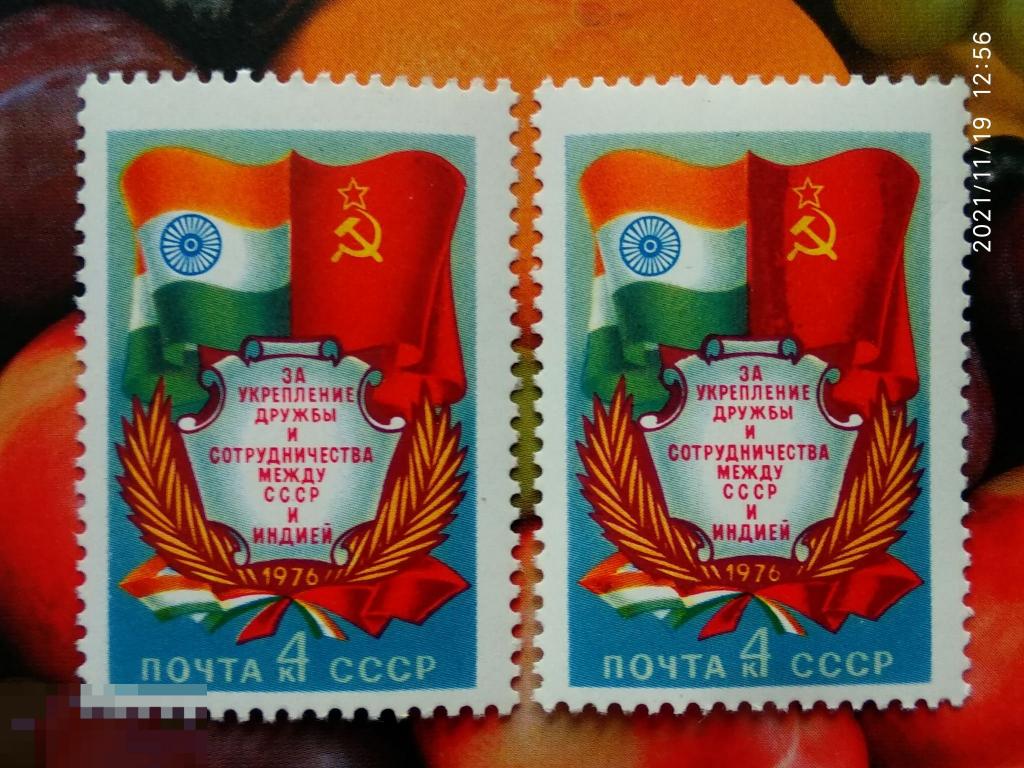 ЗА
УКРЕПЛЕНИЕ
ДРУЖБЫ
И
СОТРУДНИЧЕСТВА
МЕЖДУ
СССР
И
ИНДИЕЙ
1976
4
к
ПОЧТА СССР
ЗА
УКРЕПЛЕНИЕ
ДРУЖБЫ
И
СОТРУДНИЧЕСТВА
МЕЖДУ
СССР
И
ИНДИЕЙ
1976
4
к
ПОЧТА СССР
2021/11/19 12:56